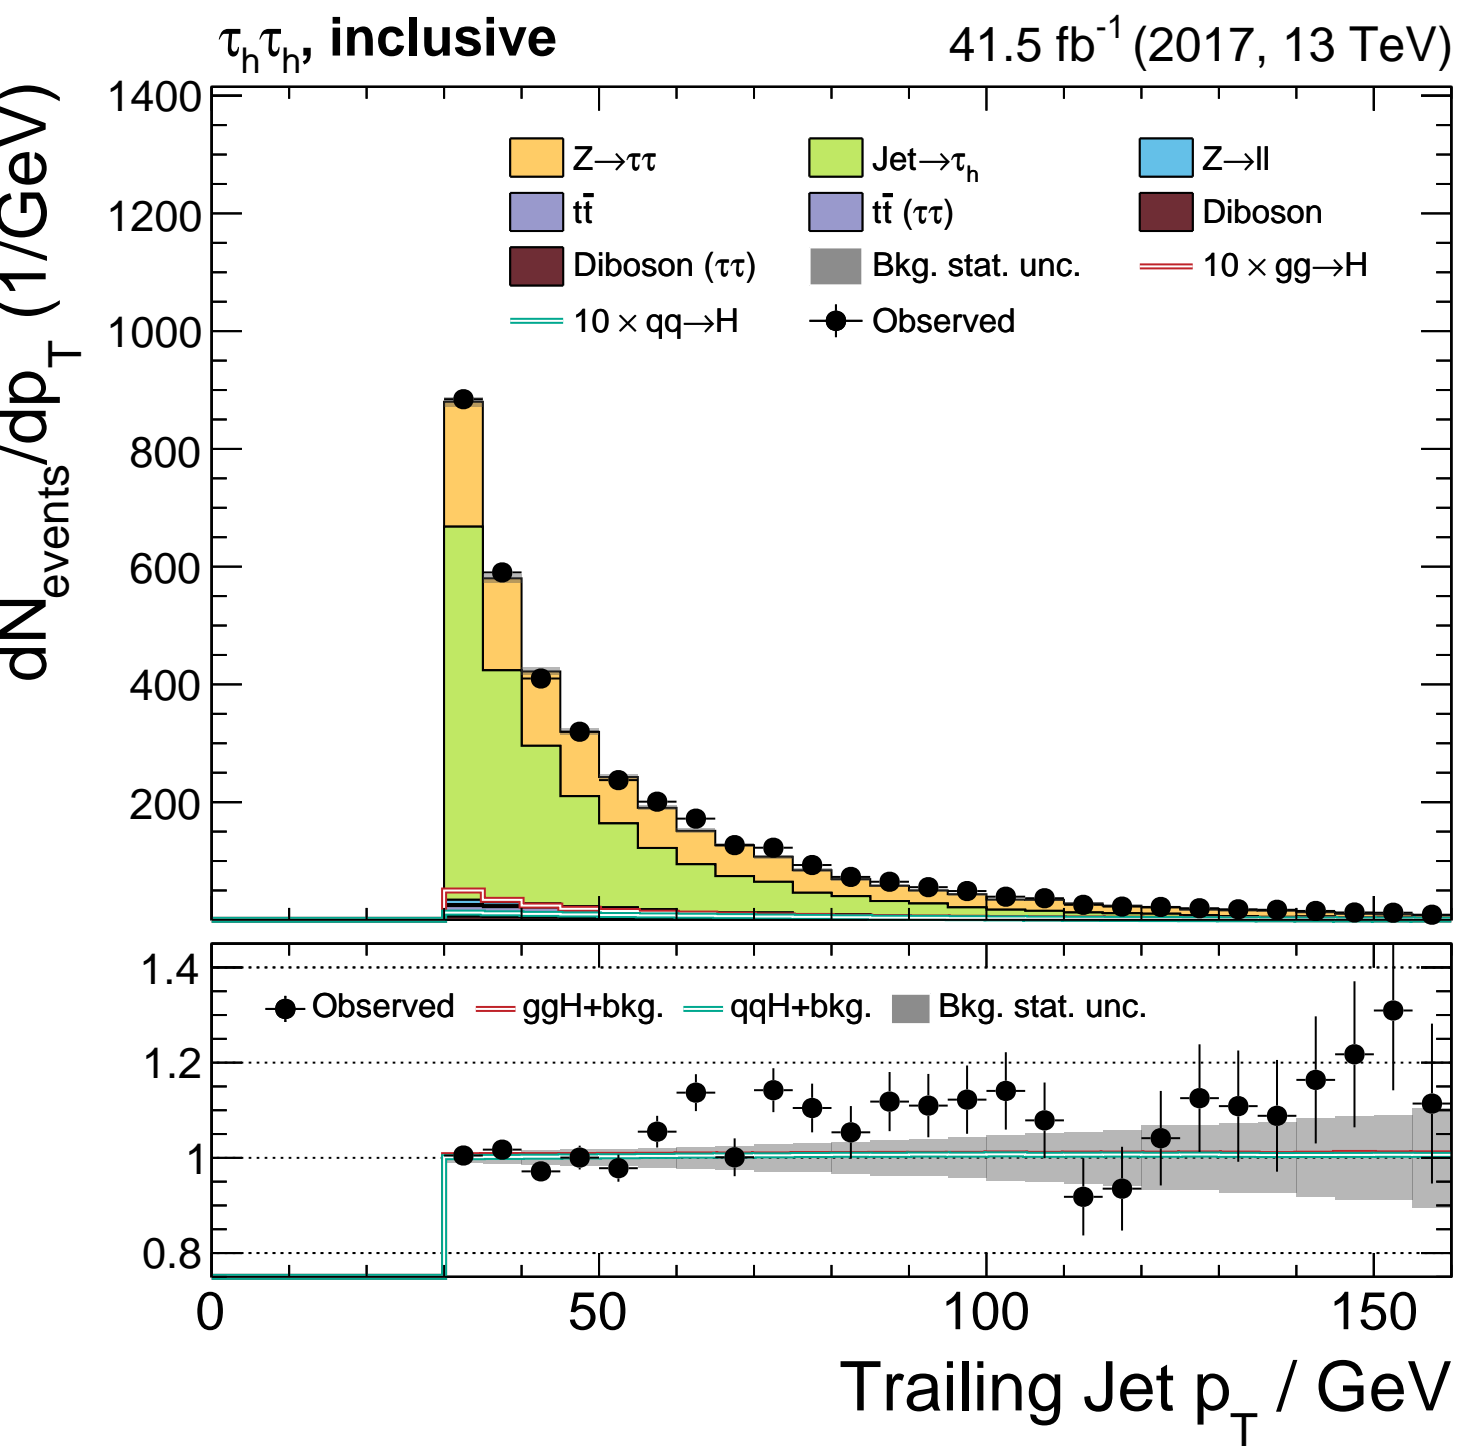 τhτh, inclusive 41.5 fb-1 (2017, 13 TeV)
dNevents/dpT (1/GeV)
1400
1200
1000
800
600
400
200
Z→ττ Jet→τh Z→ll
tt̄ tt̄ (ττ) Diboson
Diboson (ττ) Bkg. stat. unc. 10 × gg→H
10 × qq→H Observed
1.4
1.2
1
0.8
Observed ggH+bkg. qqH+bkg. Bkg. stat. unc.
0 50 100 150
Trailing Jet pT / GeV